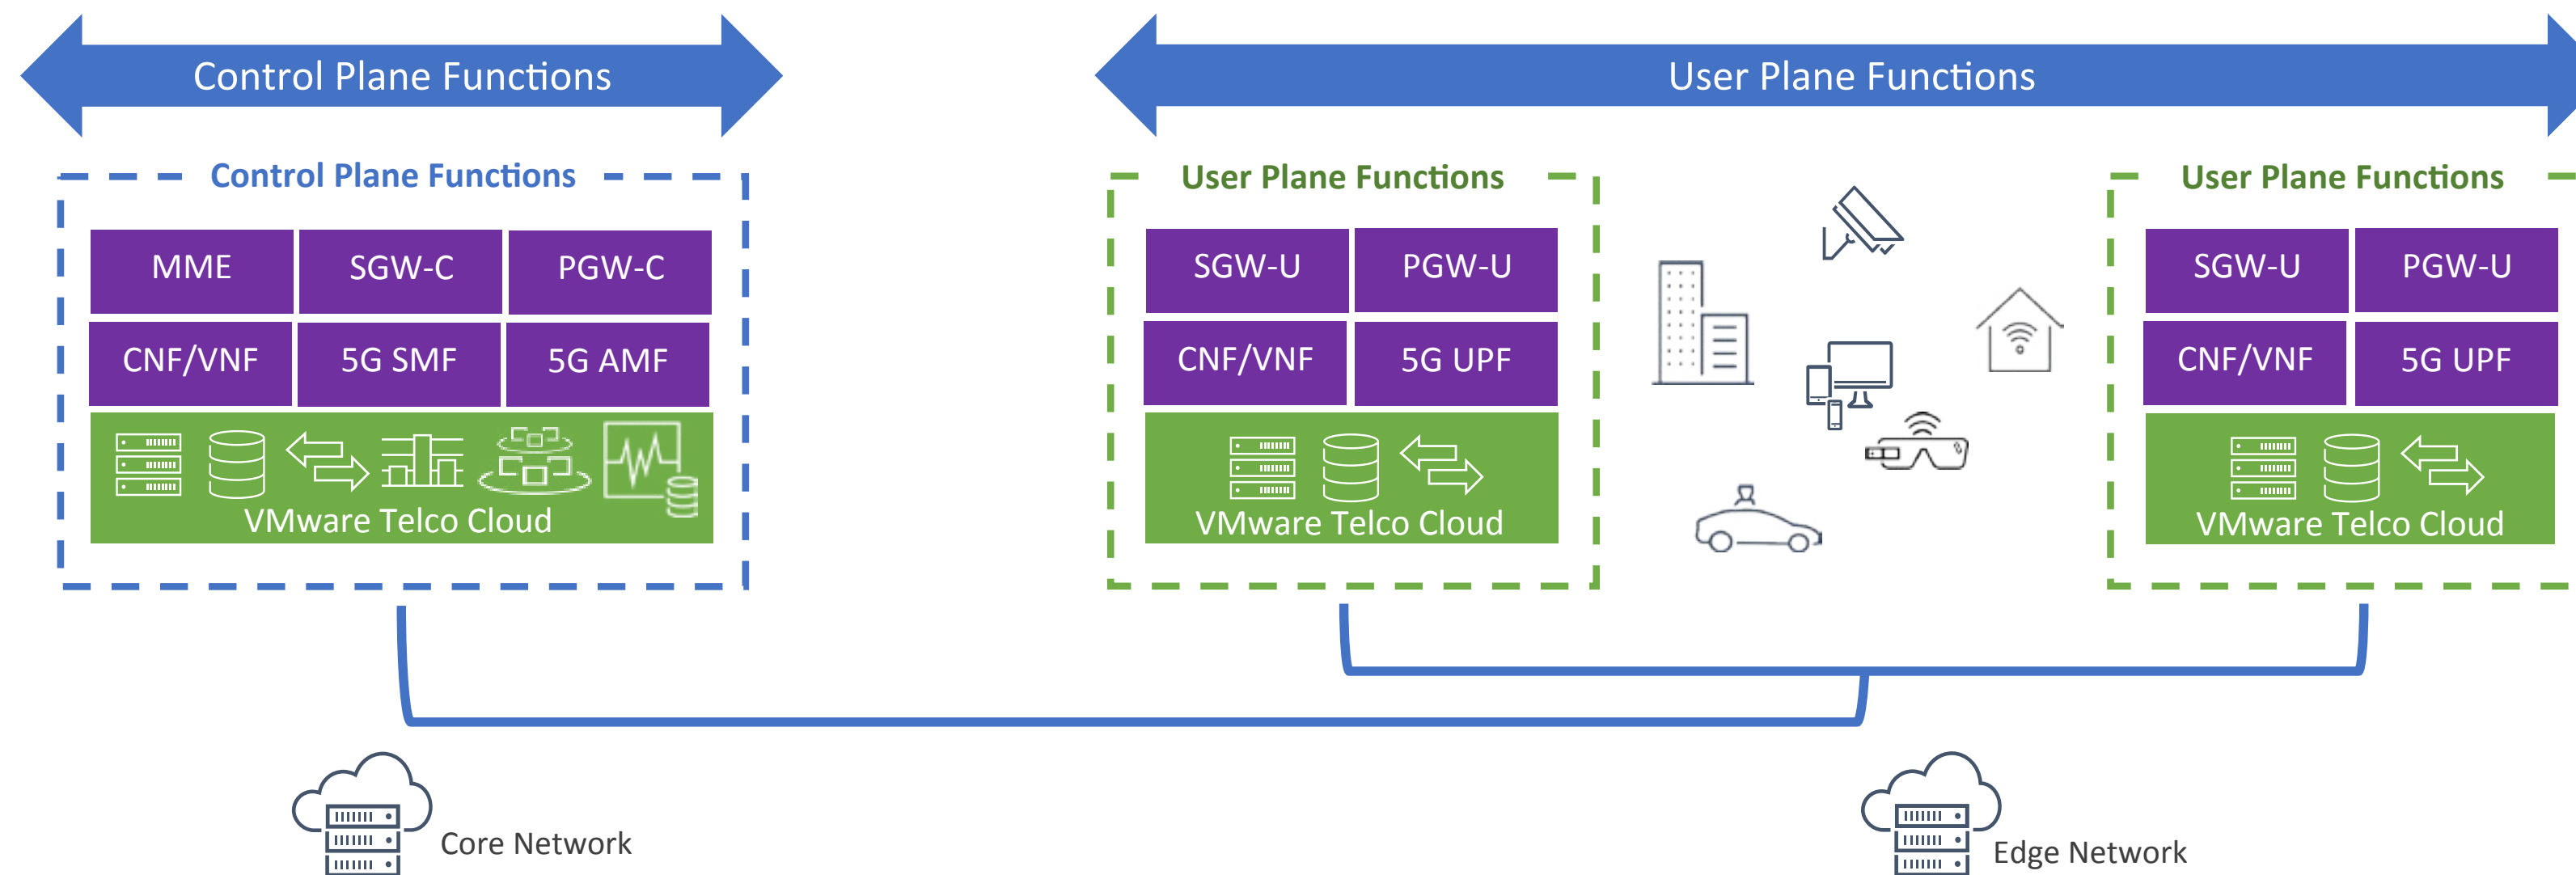 Control Plane Functions
User Plane Functions
Control Plane Functions
MME
SGW-C
PGW-C
CNF/VNF
5G SMF
5G AMF
VMware Telco Cloud
User Plane Functions
SGW-U
PGW-U
CNF/VNF
5G UPF
VMware Telco Cloud
User Plane Functions
SGW-U
PGW-U
CNF/VNF
5G UPF
VMware Telco Cloud
Core Network
Edge Network